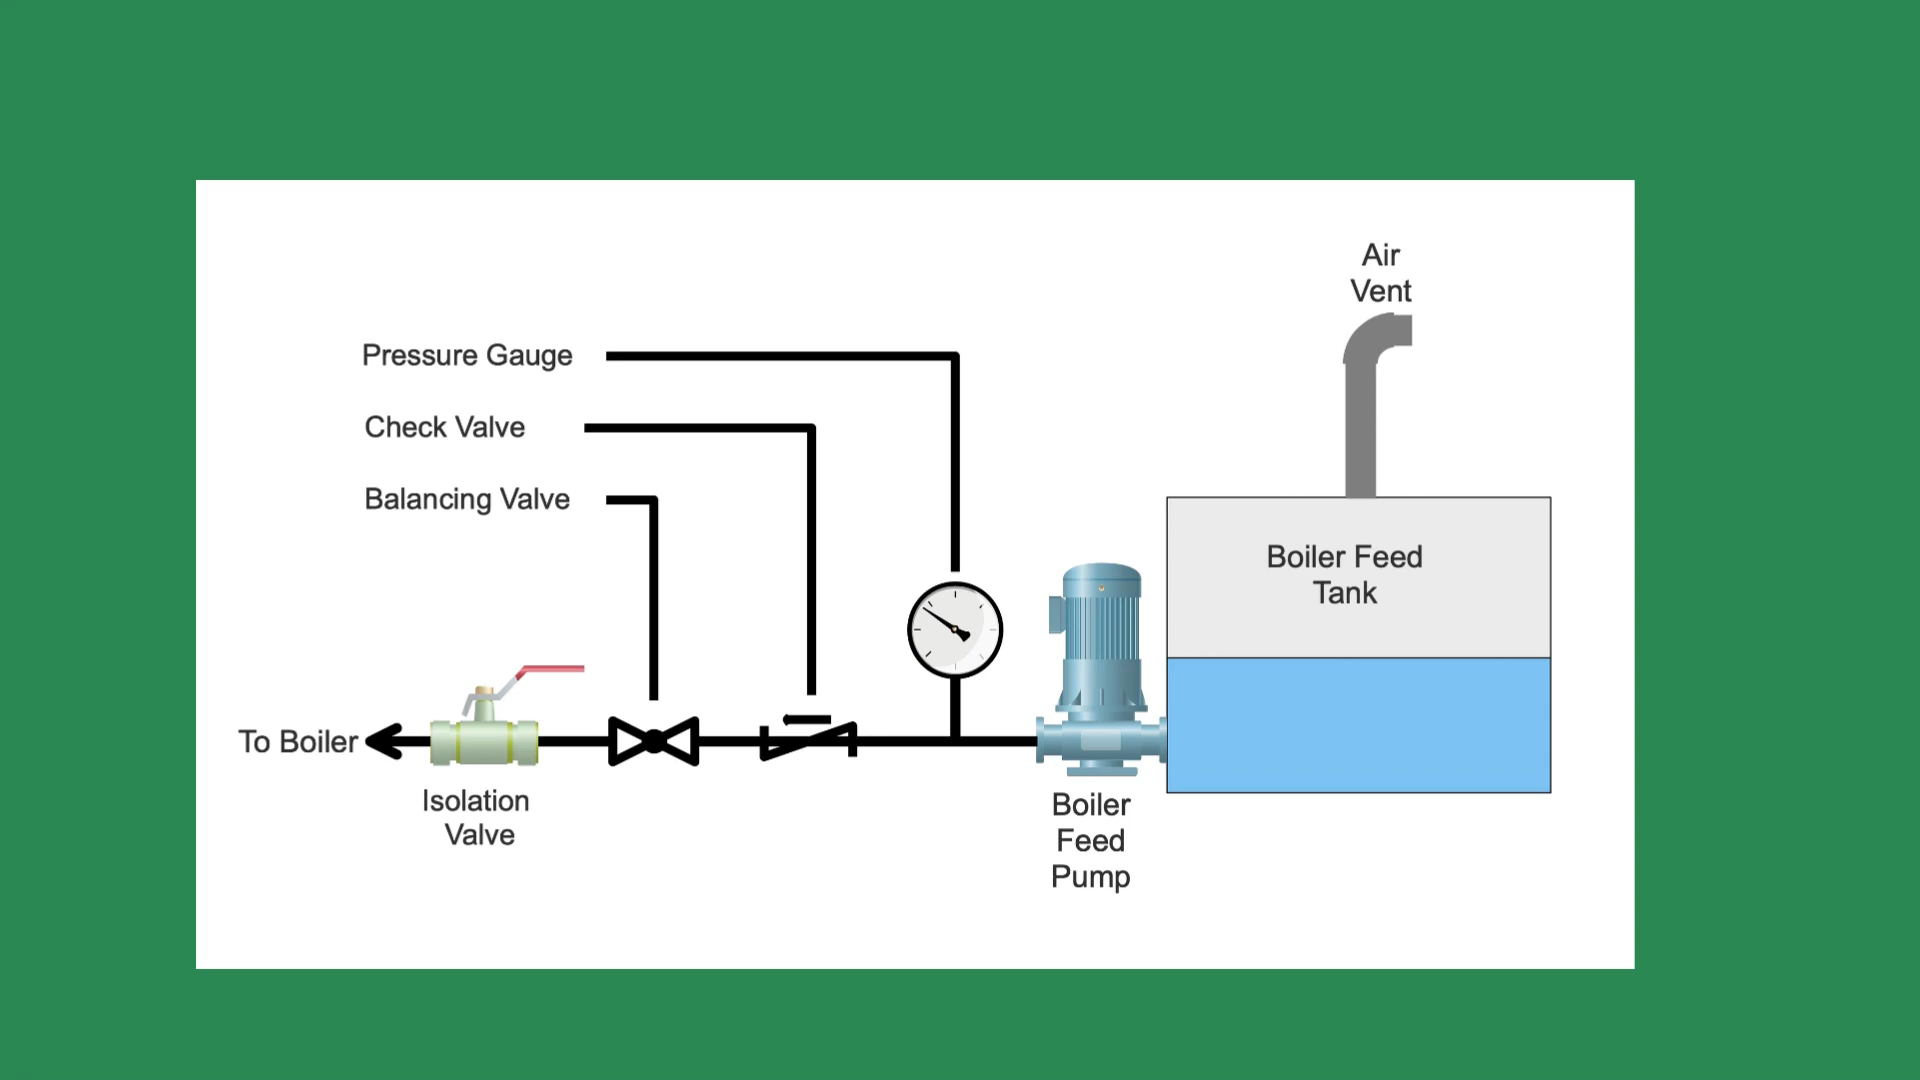 Air
Vent
Pressure Gauge
Check Valve
Balancing Valve
Boiler Feed
Tank
To Boiler
Isolation
Valve
Boiler
Feed
Pump